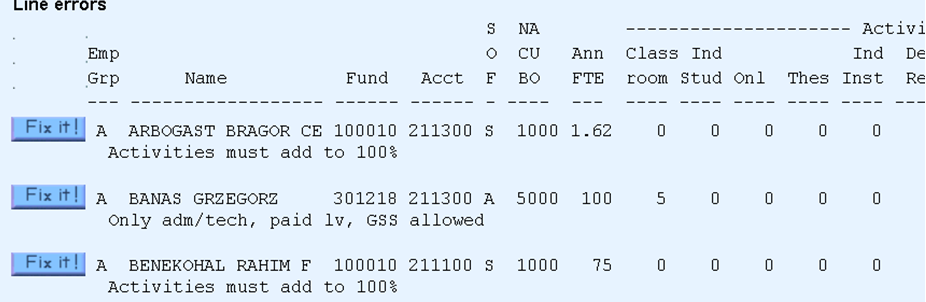 Line errors
S NA -------------------- Activi
Emp O CU Ann Class Ind Ind De
Grp Name Fund Acct F BO FTE room Stud Onl Thes Inst Re
--- ----------------- ------ ------ - ---- --- ---- ---- ---- ---- ---- ---
Fix it! A ARBOGAST BRAGOR CE 100010 211300 S 1000 1.62 0 0 0 0 0
Activities must add to 100%
Fix it! A BANAS GRZEGORZ 301218 211300 A 5000 100 5 0 0 0 0
Only adm/tech, paid lv, GSS allowed
Fix it! A BENEKOHAL RAHIM F 100010 211100 S 1000 75 0 0 0 0 0
Activities must add to 100%